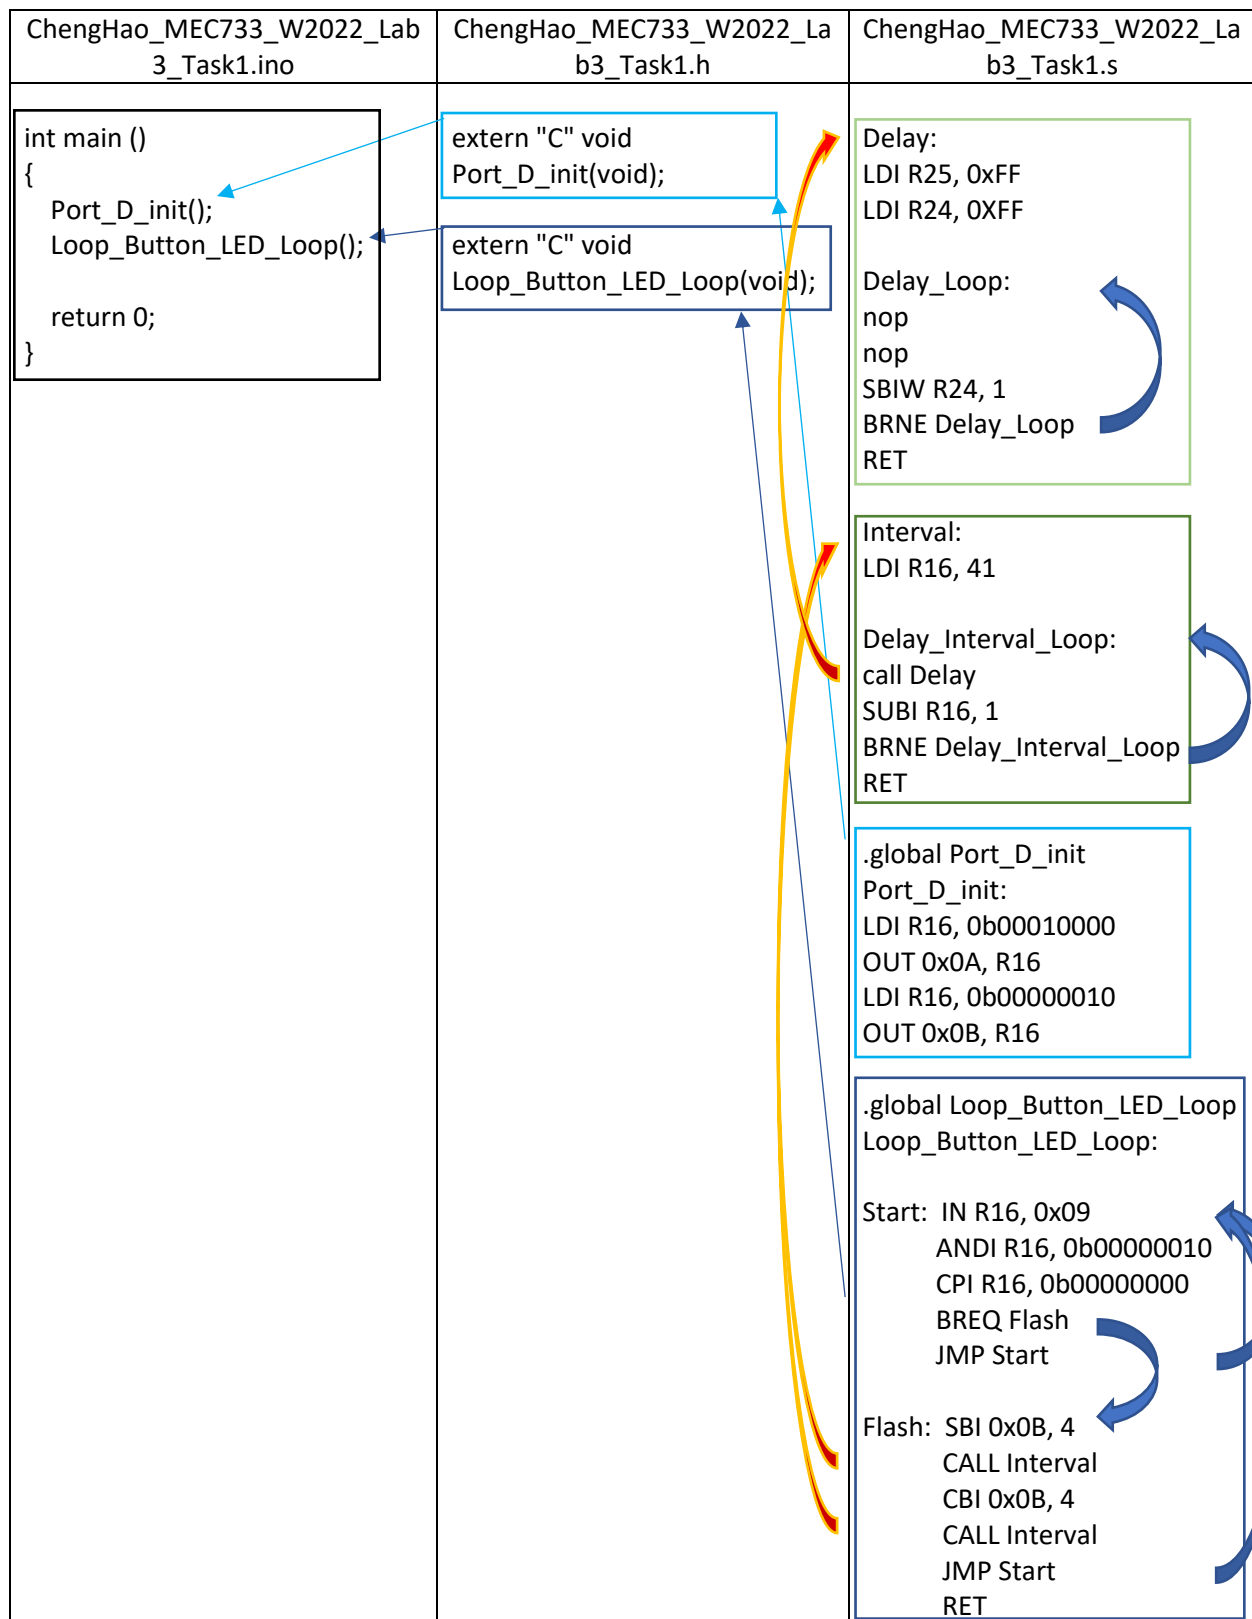 ChengHao_MEC733_W2022_Lab
3_Task1.ino
ChengHao_MEC733_W2022_La
b3_Task1.h
ChengHao_MEC733_W2022_La
b3_Task1.s
int main ()
{
Port_D_init();
Loop_Button_LED_Loop();
return 0;
}
extern "C" void
Port_D_init(void);
extern "C" void
Loop_Button_LED_Loop(void);
Delay:
LDI R25, 0xFF
LDI R24, 0XFF
Delay_Loop:
nop
nop
SBIW R24, 1
BRNE Delay_Loop
RET
Interval:
LDI R16, 41
Delay_Interval_Loop:
call Delay
SUBI R16, 1
BRNE Delay_Interval_Loop
RET
.global Port_D_init
Port_D_init:
LDI R16, 0b00010000
OUT 0x0A, R16
LDI R16, 0b00000010
OUT 0x0B, R16
.global Loop_Button_LED_Loop
Loop_Button_LED_Loop:
Start: IN R16, 0x09
ANDI R16, 0b00000010
CPI R16, 0b00000000
BREQ Flash
JMP Start
Flash: SBI 0x0B, 4
CALL Interval
CBI 0x0B, 4
CALL Interval
JMP Start
RET